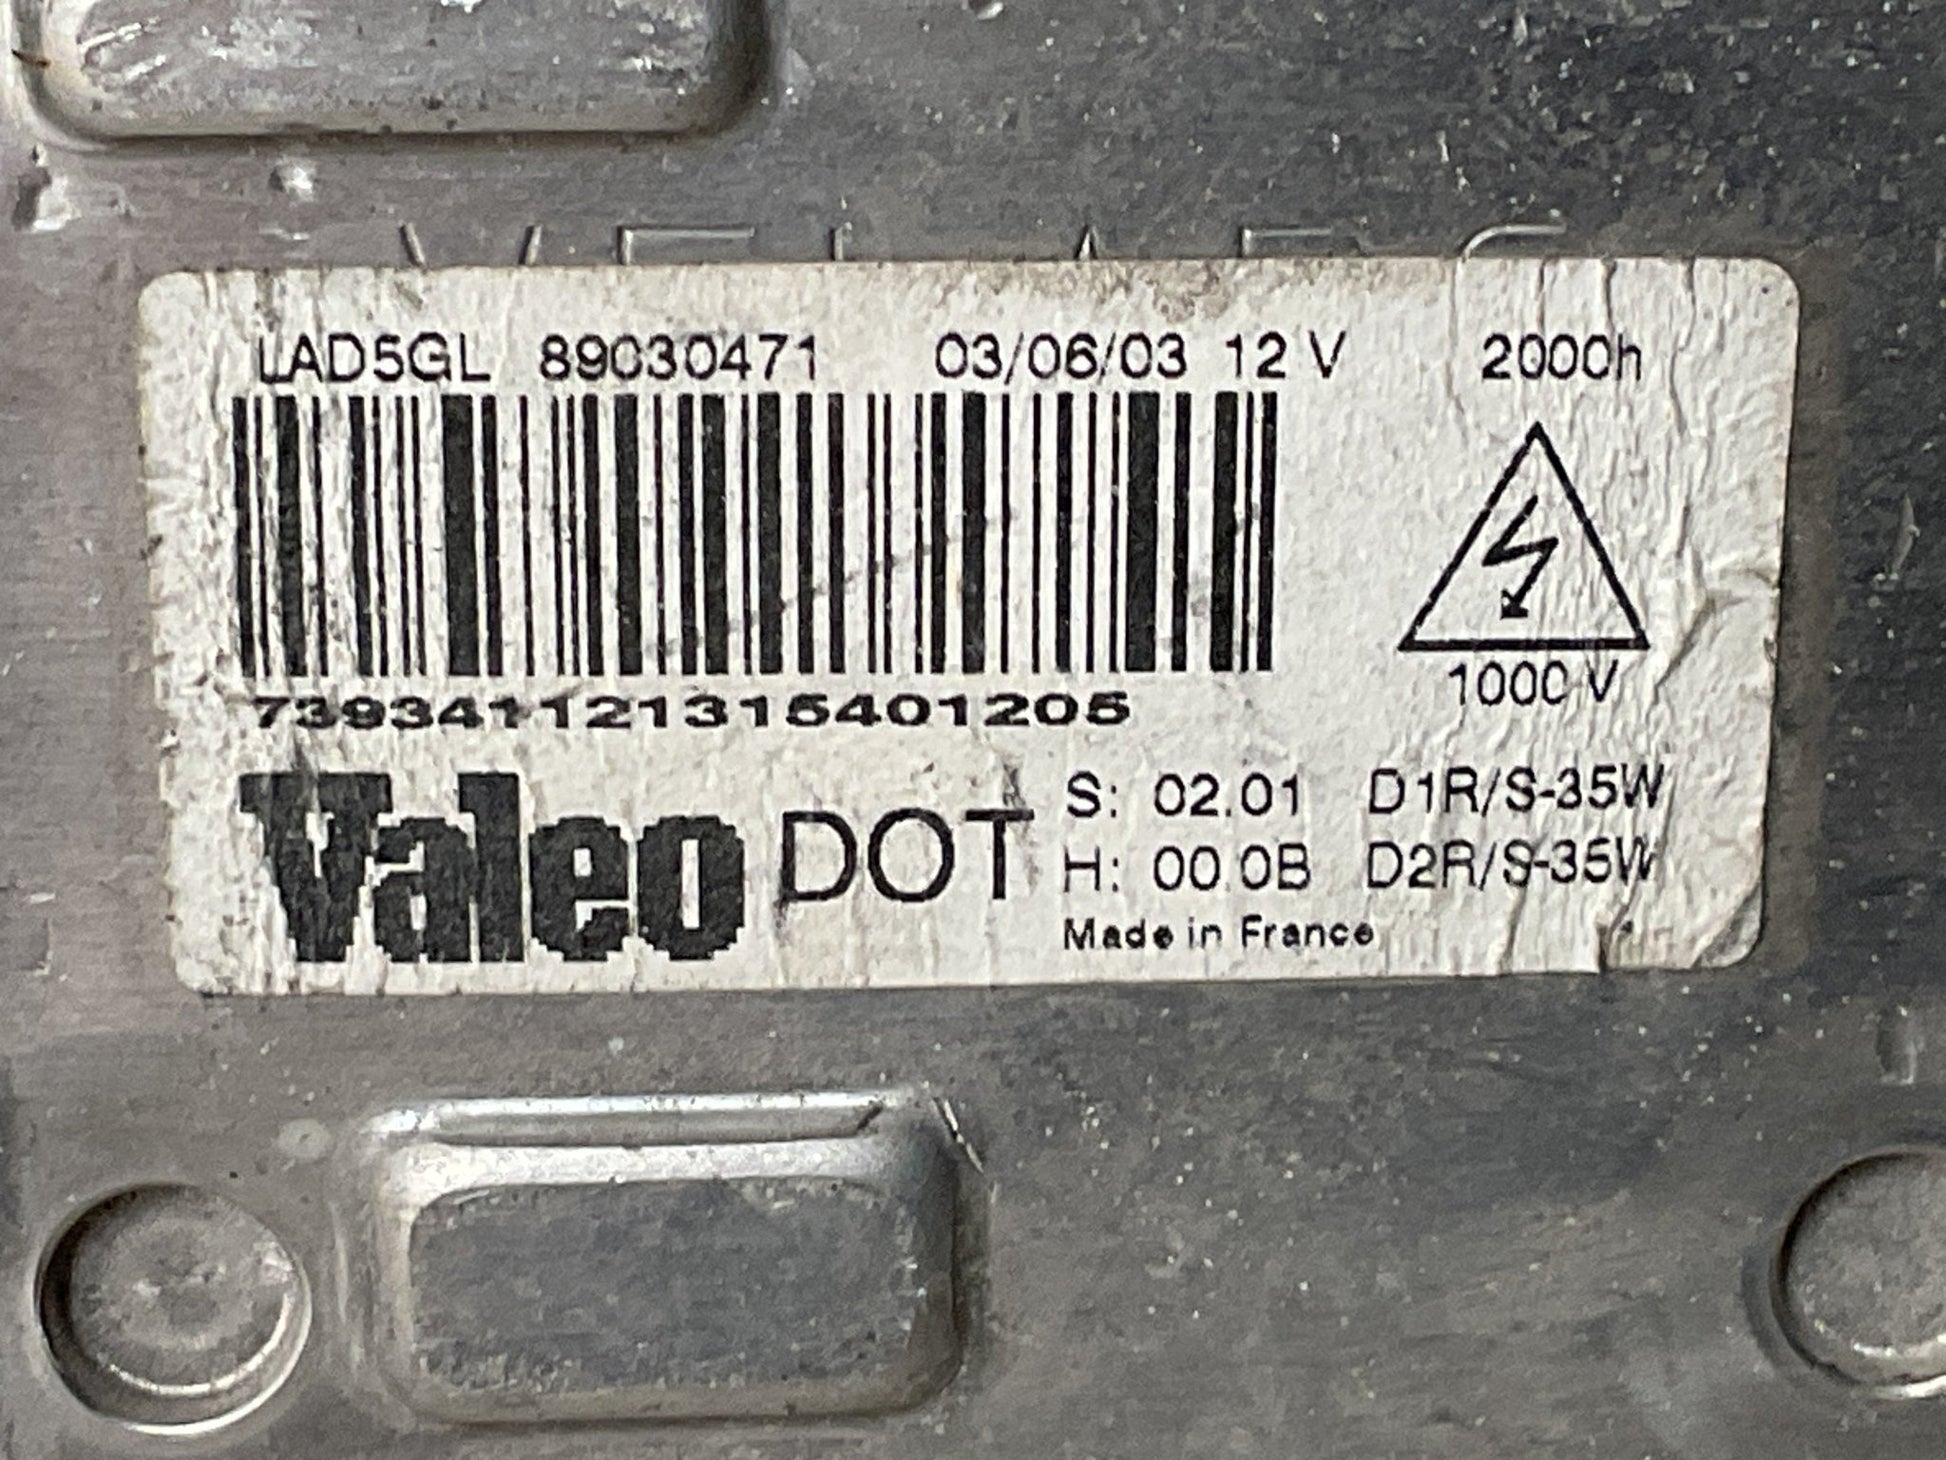 LAD5GL 89030471 03/06/03 12 V 2000h
1000 V
739341121315401205
Valeo DOT
S: 02.01 D1R/S-35W
H: 00.0B D2R/S-35W
Made in France